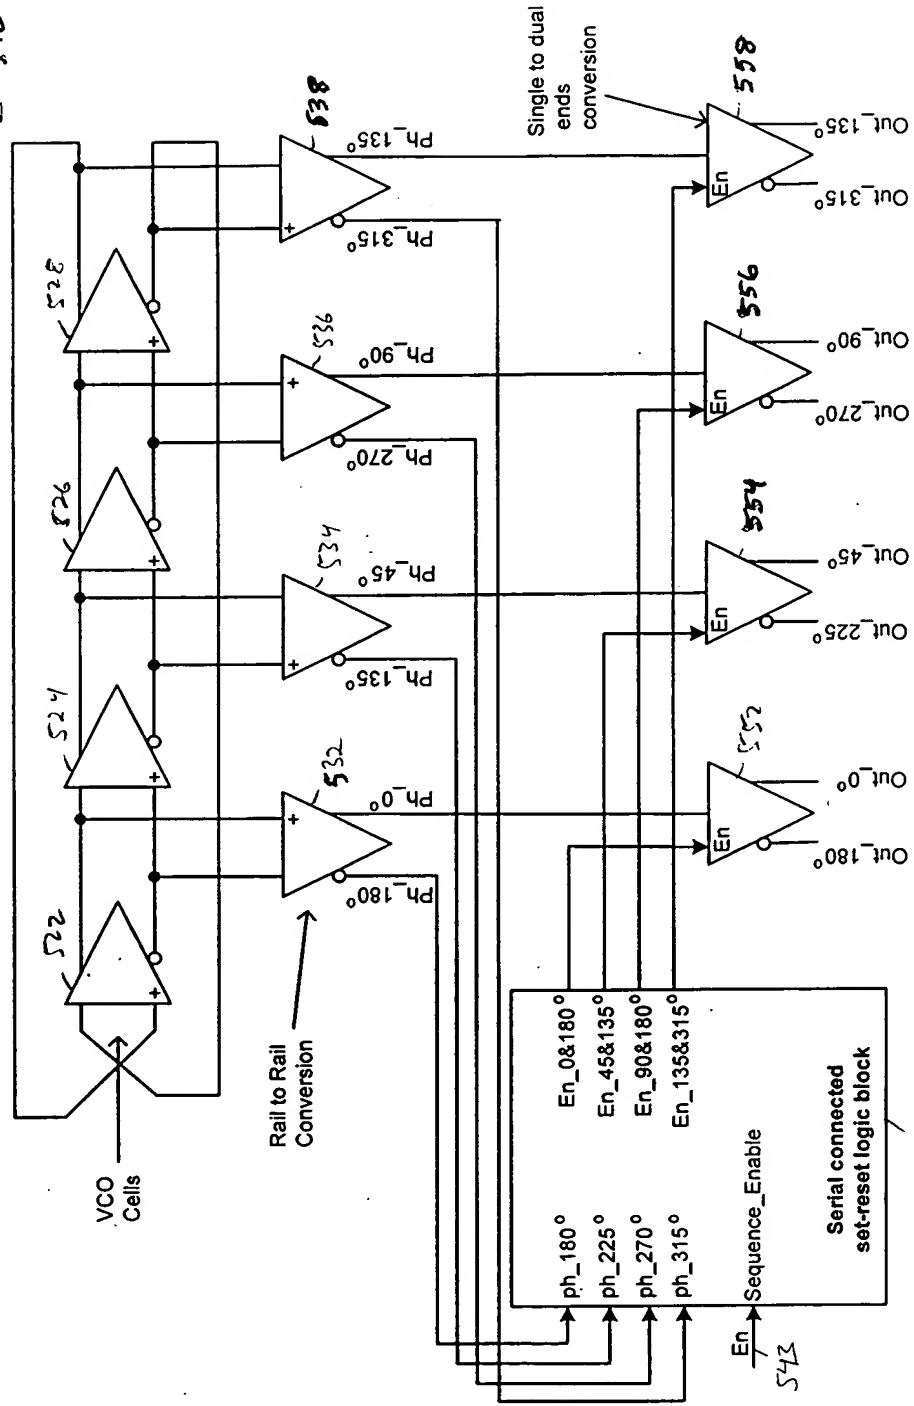 528
526
524
522
VCO
Cells
538
536
534
532
Rail to Rail
Conversion
Ph_135°
Ph_315°
Ph_90°
Ph_270°
Ph_45°
Ph_135°
Ph_0°
Ph_180°
+
+
+
+
+
+
+
+
Single to dual
ends
conversion
558
556
554
552
En
En
En
En
Out_135°
Out_315°
Out_90°
Out_270°
Out_45°
Out_225°
Out_0°
Out_180°
ph_180°
ph_225°
ph_270°
ph_315°
En_0&180°
En_45&135°
En_90&180°
En_135&315°
Sequence_Enable
En
543
Serial connected
set-reset logic block